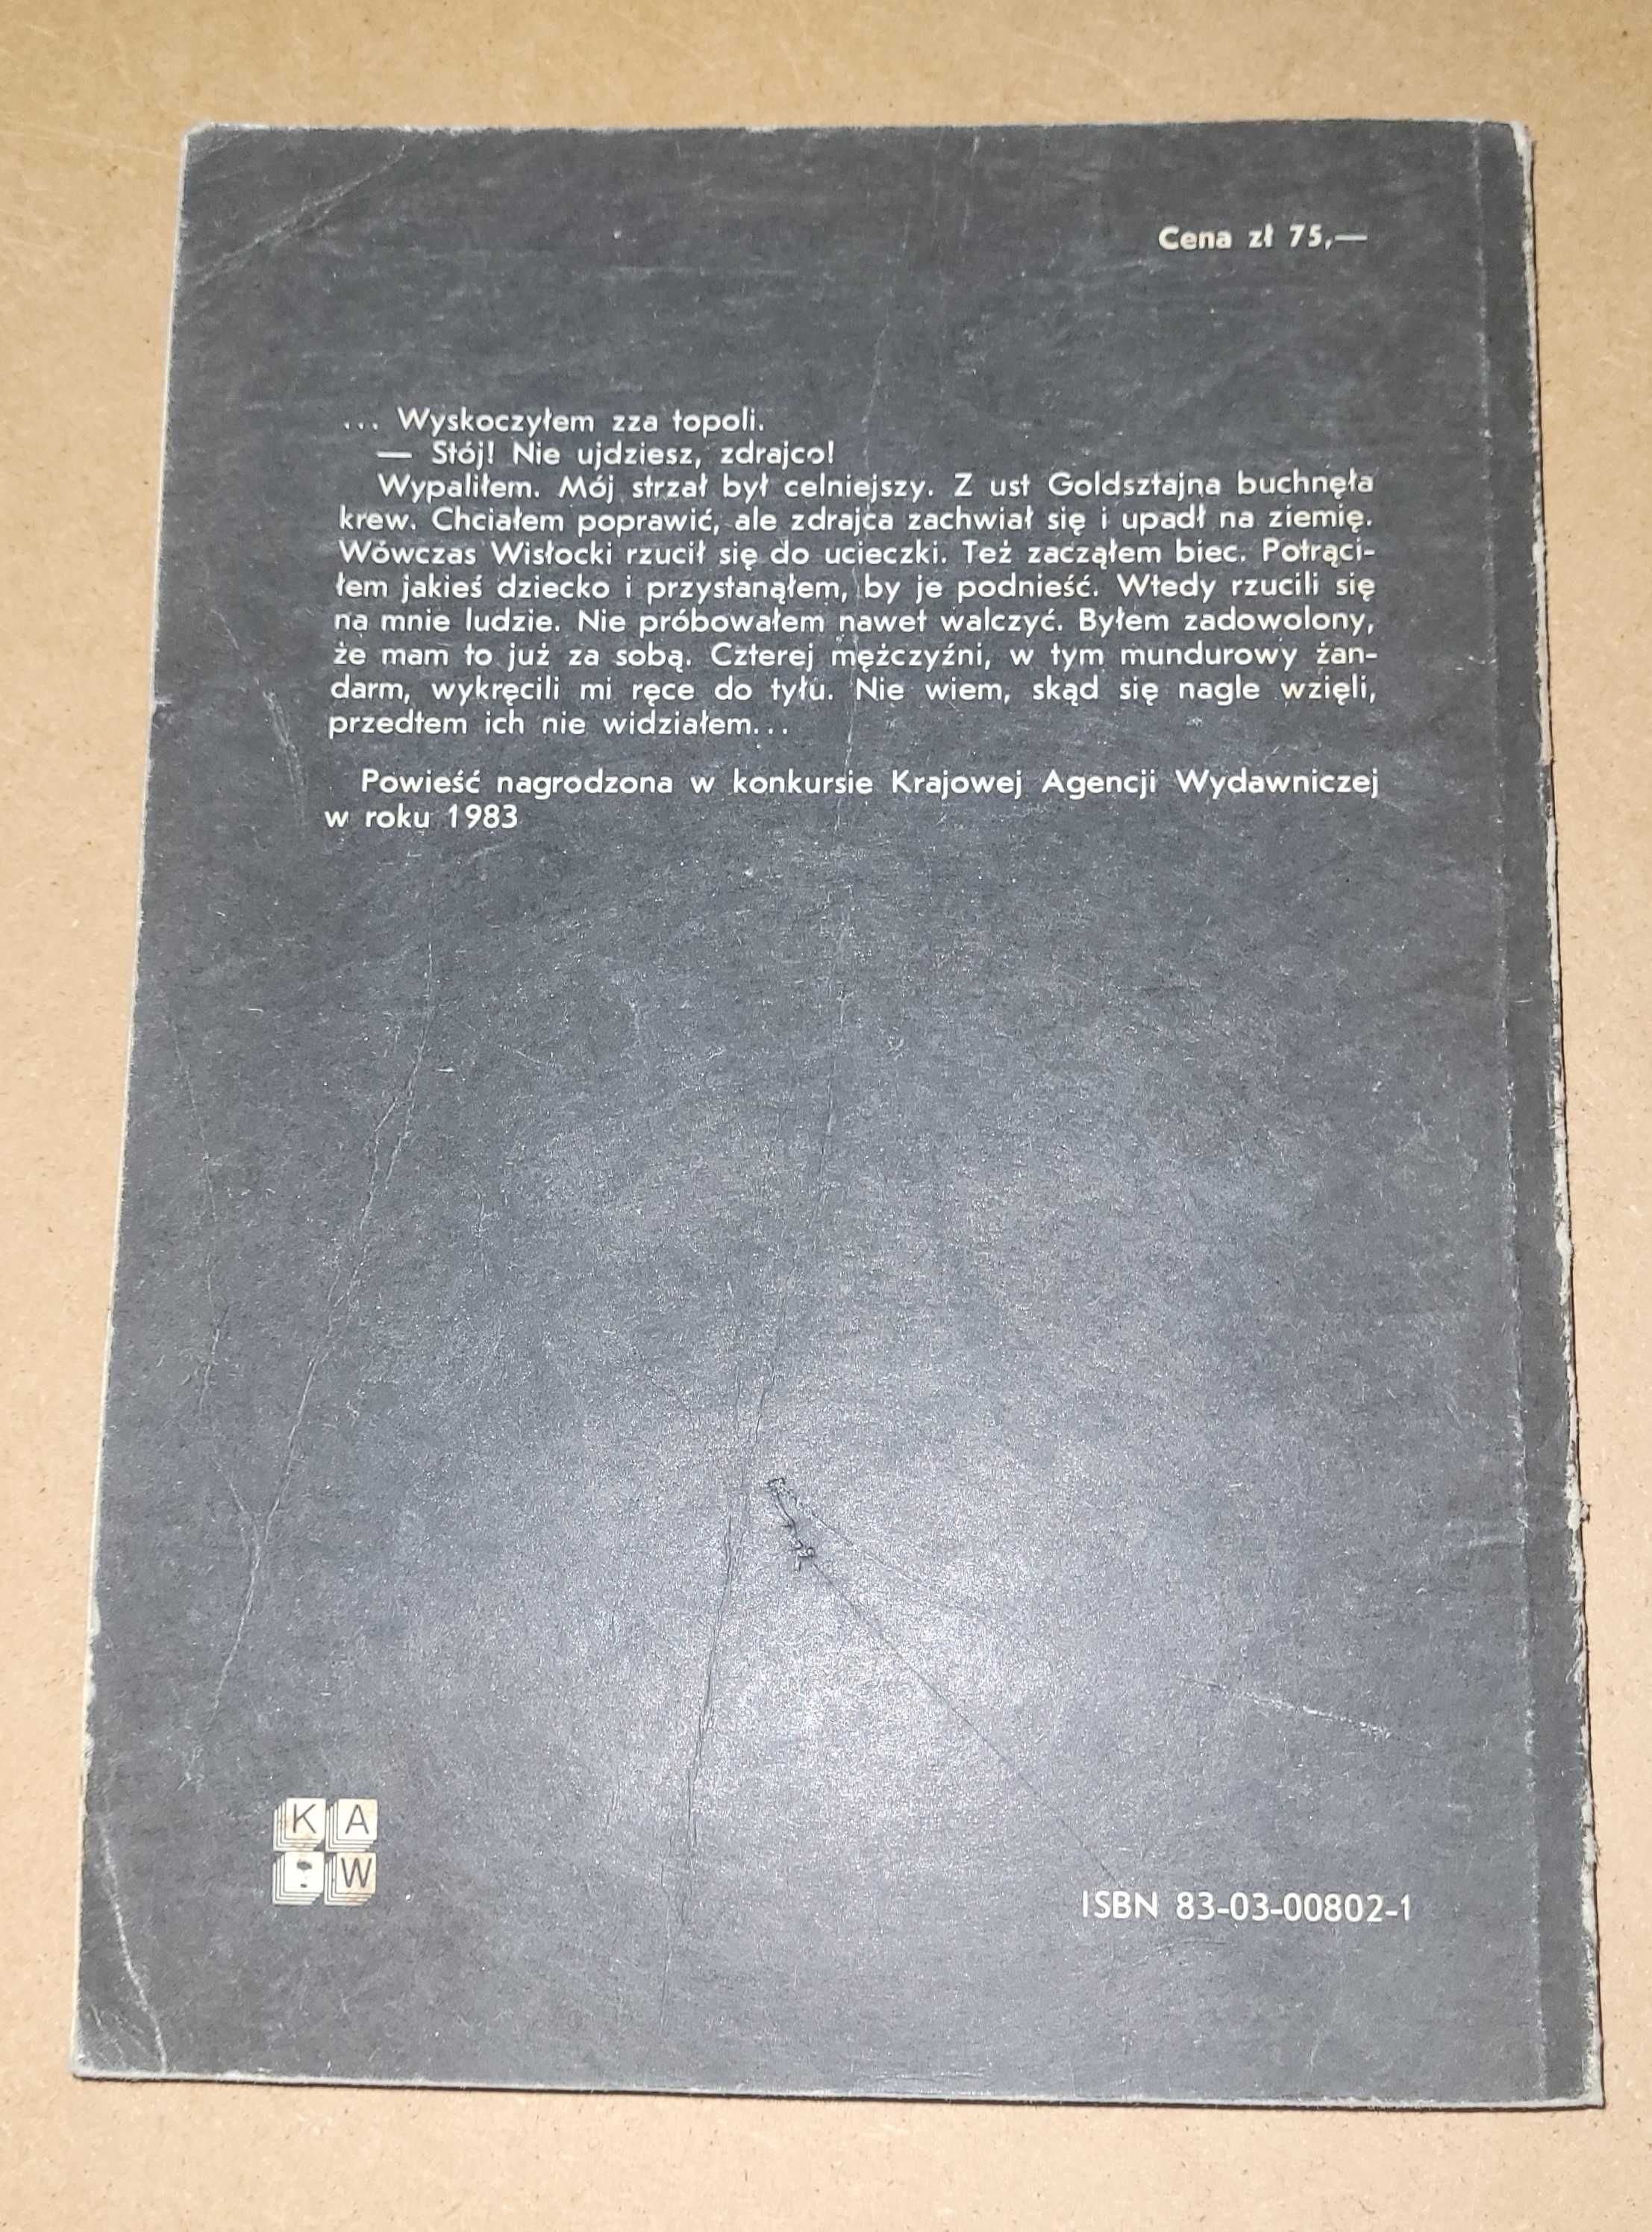 Cena zł 75,—
... Wyskoczyłem zza topoli.
— Stój! Nie ujdziesz, zdrajco!
Wypaliłem. Mój strzał był celniejszy. Z ust Goldsztajna buchnęła
krew. Chciałem poprawić, ale zdrajca zachwiał się i upadł na ziemię.
Wówczas Wisłocki rzucił się do ucieczki. Też zacząłem biec. Potrąci-
łem jakieś dziecko i przystanąłem, by je podnieść. Wtedy rzucili się
na mnie ludzie. Nie próbowałem nawet walczyć. Byłem zadowolony,
że mam to już za sobą. Czterej mężczyźni, w tym mundurowy żan-
darm, wykręcili mi ręce do tyłu. Nie wiem, skąd się nagle wzięli,
przedtem ich nie widziałem...
Powieść nagrodzona w konkursie Krajowej Agencji Wydawniczej
w roku 1983
K A
W
ISBN 83-03-00802-1